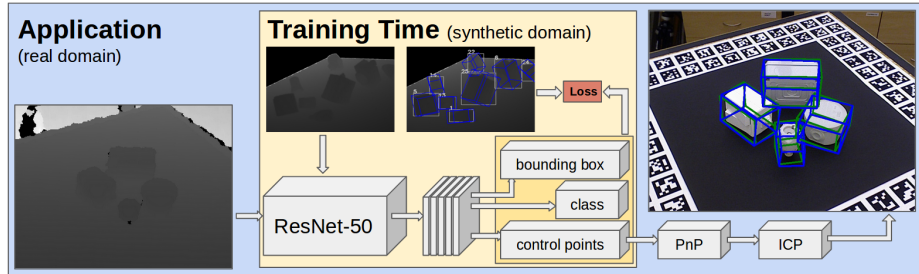 Application
(real domain)
Training Time (synthetic domain)
Loss
bounding box
class
control points
ResNet-50
PnP
ICP